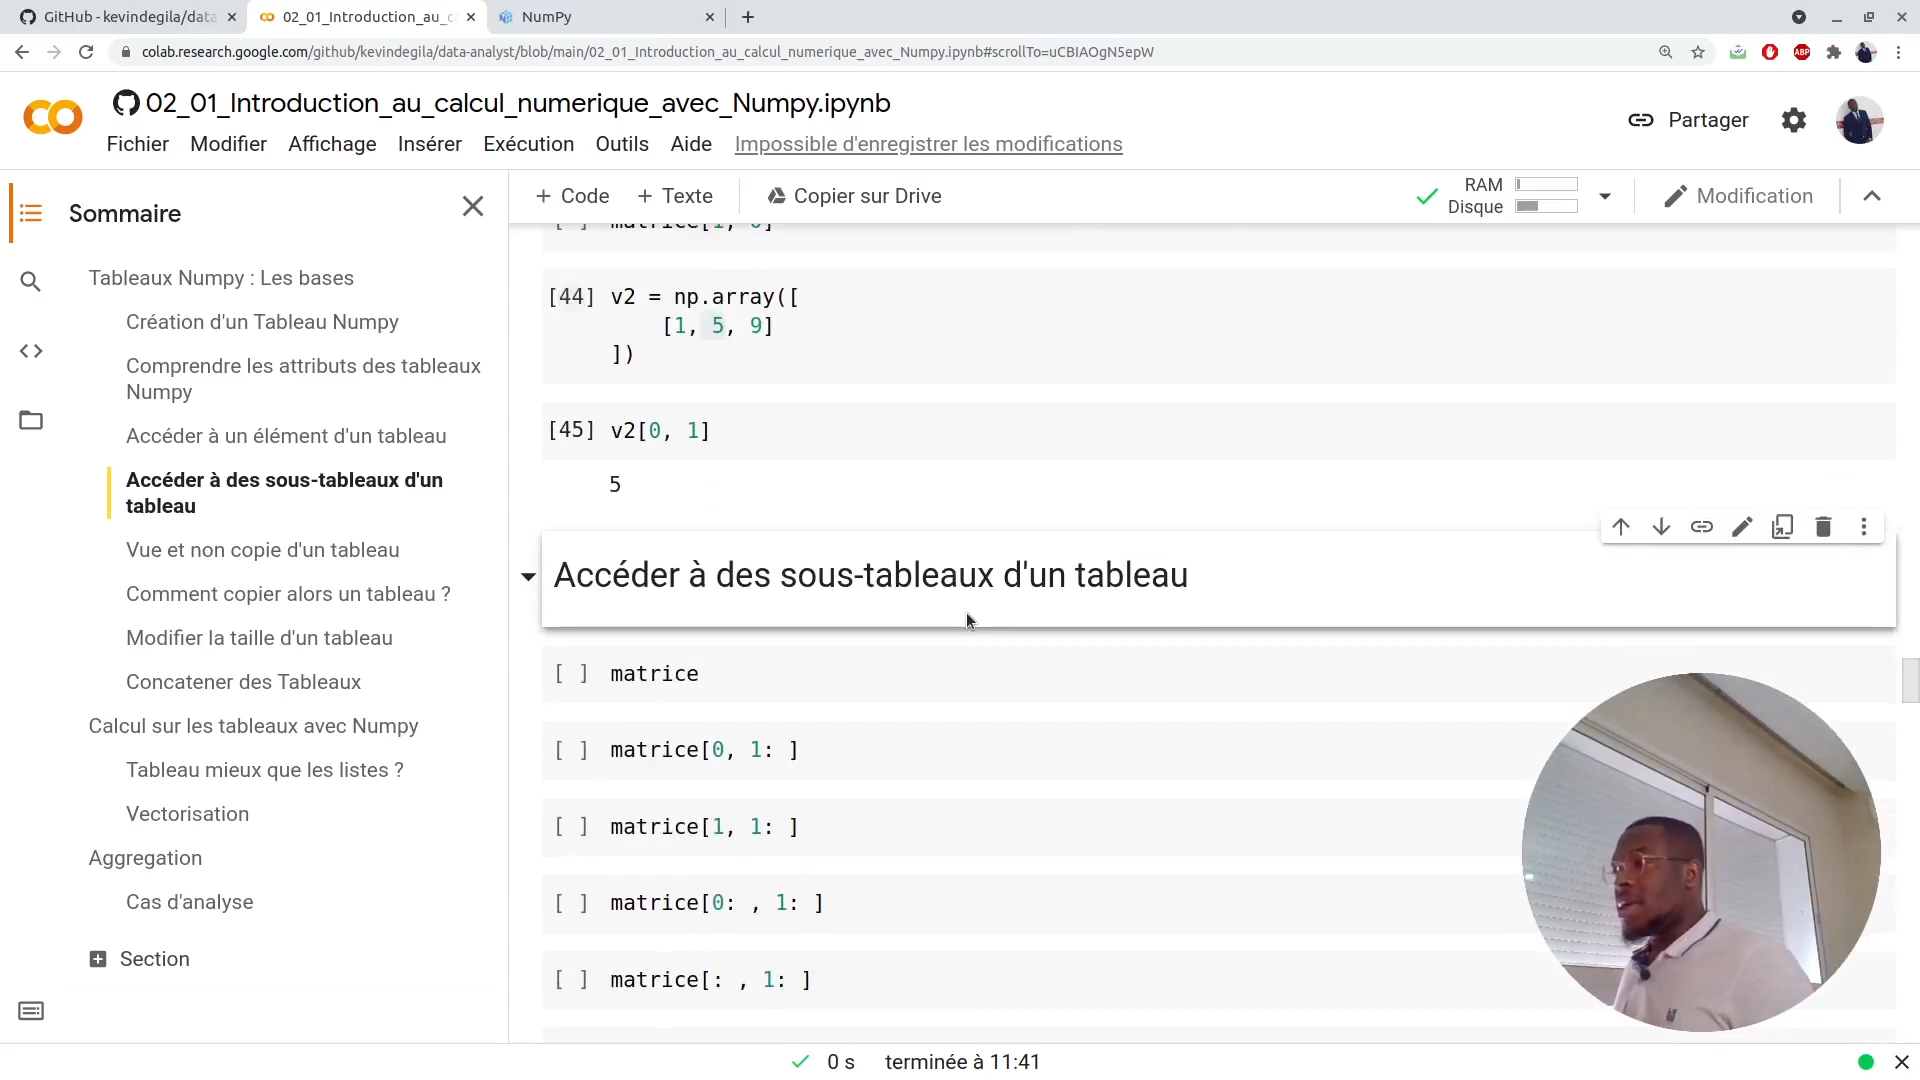 GitHub - kevindegila/data
02_01_Introduction_au_c
NumPy
colab.research.google.com/github/kevindegila/data-analyst/blob/main/02_01_Introduction_au_calcul_numerique_avec_Numpy.ipynb#scrollTo=uCBIAOgN5epW
ABP
02_01_Introduction_au_calcul_numerique_avec_Numpy.ipynb
Fichier Modifier Affichage Insérer Exécution Outils Aide Impossible d'enregistrer les modifications
Partager
Sommaire
+ Code + Texte Copier sur Drive
RAM
Disque
Modification
Tableaux Numpy : Les bases
Création d'un Tableau Numpy
Comprendre les attributs des tableaux
Numpy
Accéder à un élément d'un tableau
Accéder à des sous-tableaux d'un
tableau
Vue et non copie d'un tableau
Comment copier alors un tableau ?
Modifier la taille d'un tableau
Concatener des Tableaux
Calcul sur les tableaux avec Numpy
Tableau mieux que les listes ?
Vectorisation
Aggregation
Cas d'analyse
Section
[44] v2 = np.array([
[1, 5, 9]
])
[45] v2[0, 1]
5
Accéder à des sous-tableaux d'un tableau
[ ] matrice
[ ] matrice[0, 1: ]
[ ] matrice[1, 1: ]
[ ] matrice[0: , 1: ]
[ ] matrice[: , 1: ]
0 s terminée à 11:41